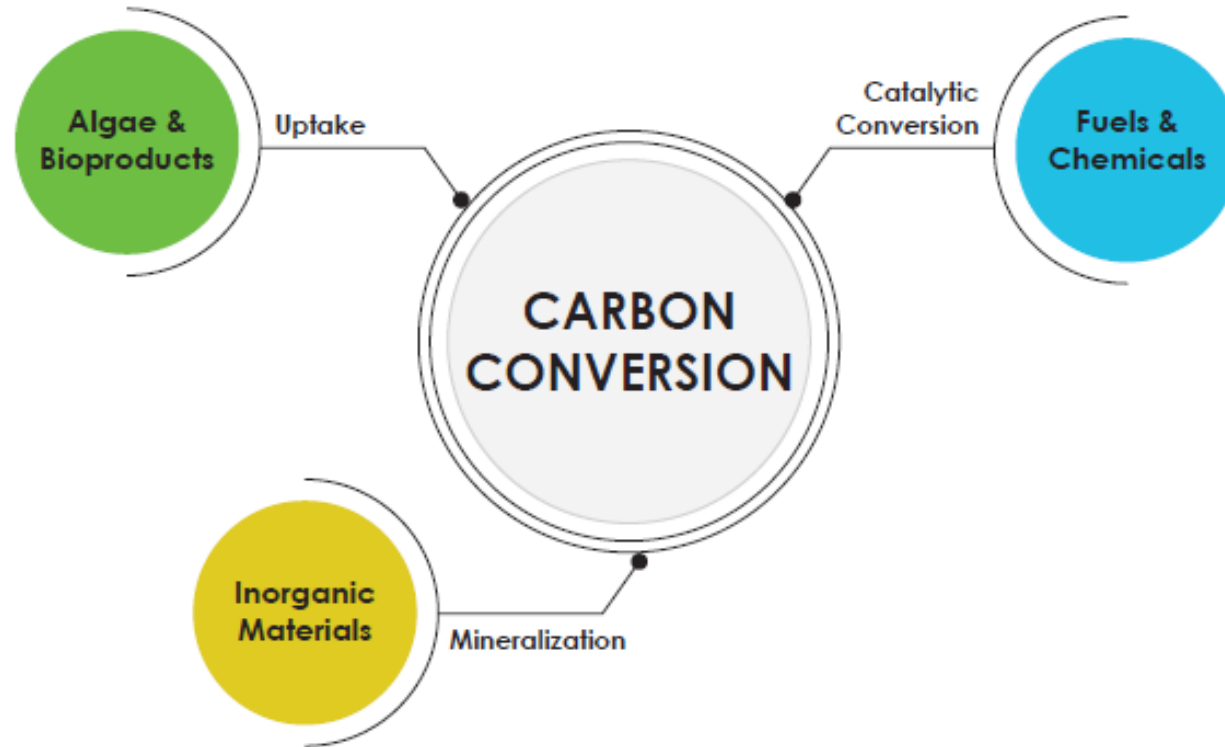 Algae &
Bioproducts
Uptake
Catalytic
Conversion
Fuels &
Chemicals
CARBON
CONVERSION
Inorganic
Materials
Mineralization